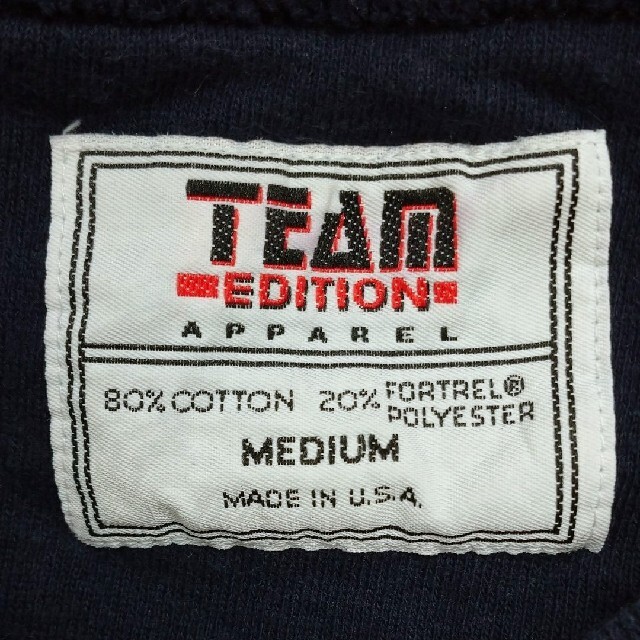 TEAM
EDITION
APPAREL
80% COTTON 20% FORTREL®
POLYESTER
MEDIUM
MADE IN U.S.A.